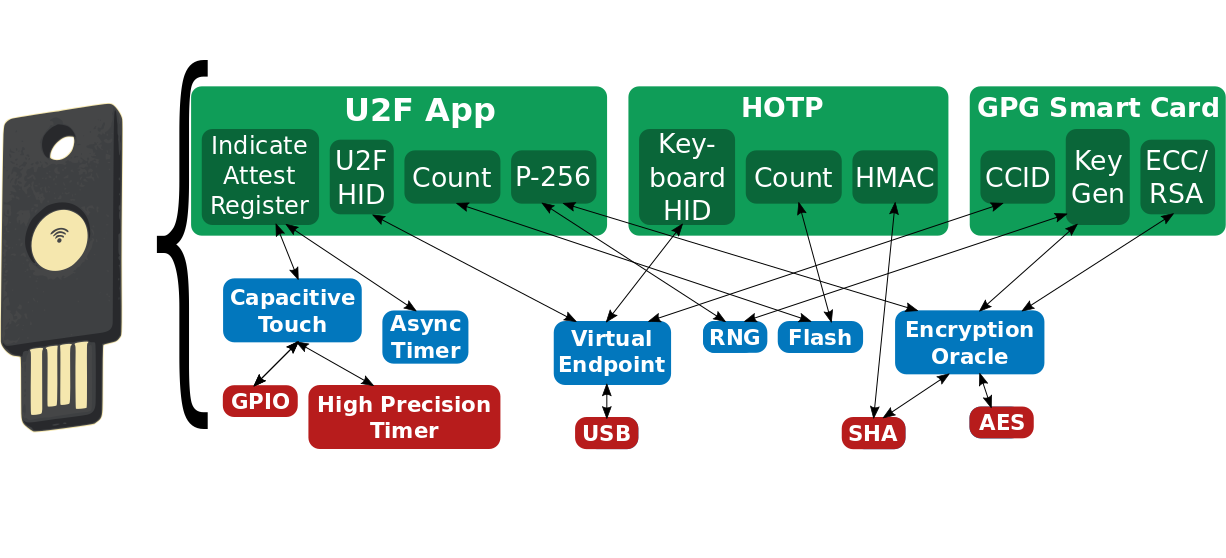 U2F App
Indicate
Attest
Register
U2F
HID
Count
P-256
HOTP
Key-
board
HID
Count
HMAC
GPG Smart Card
CCID
Key
Gen
ECC/
RSA
Capacitive
Touch
Async
Timer
Virtual
Endpoint
RNG
Flash
Encryption
Oracle
GPIO
High Precision
Timer
USB
SHA
AES